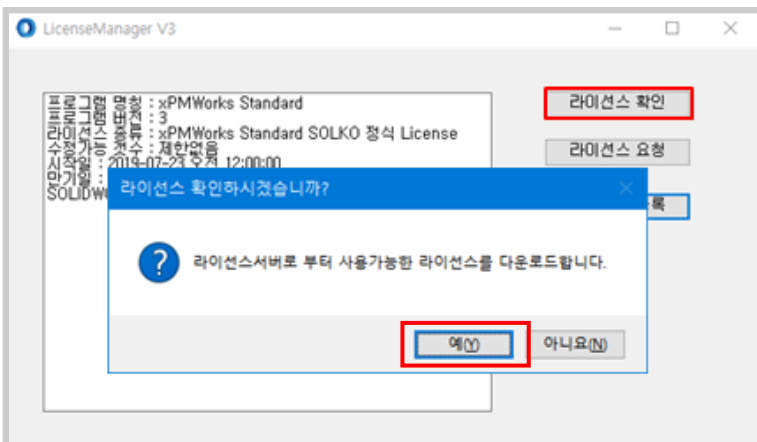 LicenseManager V3
프로그램 명칭 : xPMWorks Standard
프로그램 버전 : 3
라이선스 종류 : xPMWorks Standard SOLKO 정식 License
수정가능 갯수 : 제한없음
시작일 : 2019-07-23 오전 12:00:00
만기일 :
라이선스 확인
라이선스 요청
록
라이선스 확인하시겠습니까?
라이선스서버로 부터 사용가능한 라이선스를 다운로드합니다.
예(Y)
아니요(N)